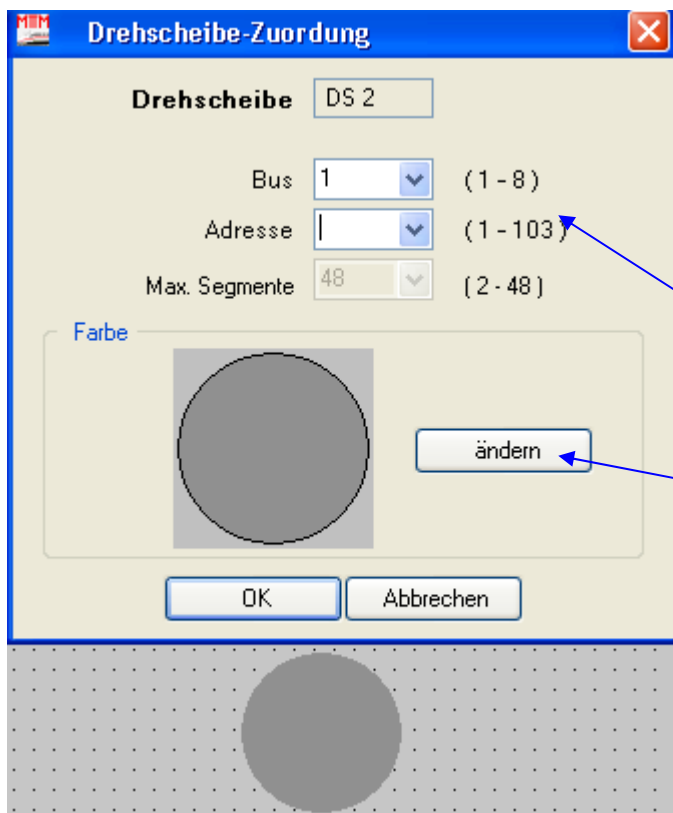 MEM
Drehscheibe-Zuordung
Drehscheibe DS 2
Bus 1 (1 - 8)
Adresse (1 - 103)
Max. Segmente 48 (2 - 48)
Farbe
ändern
OK Abbrechen